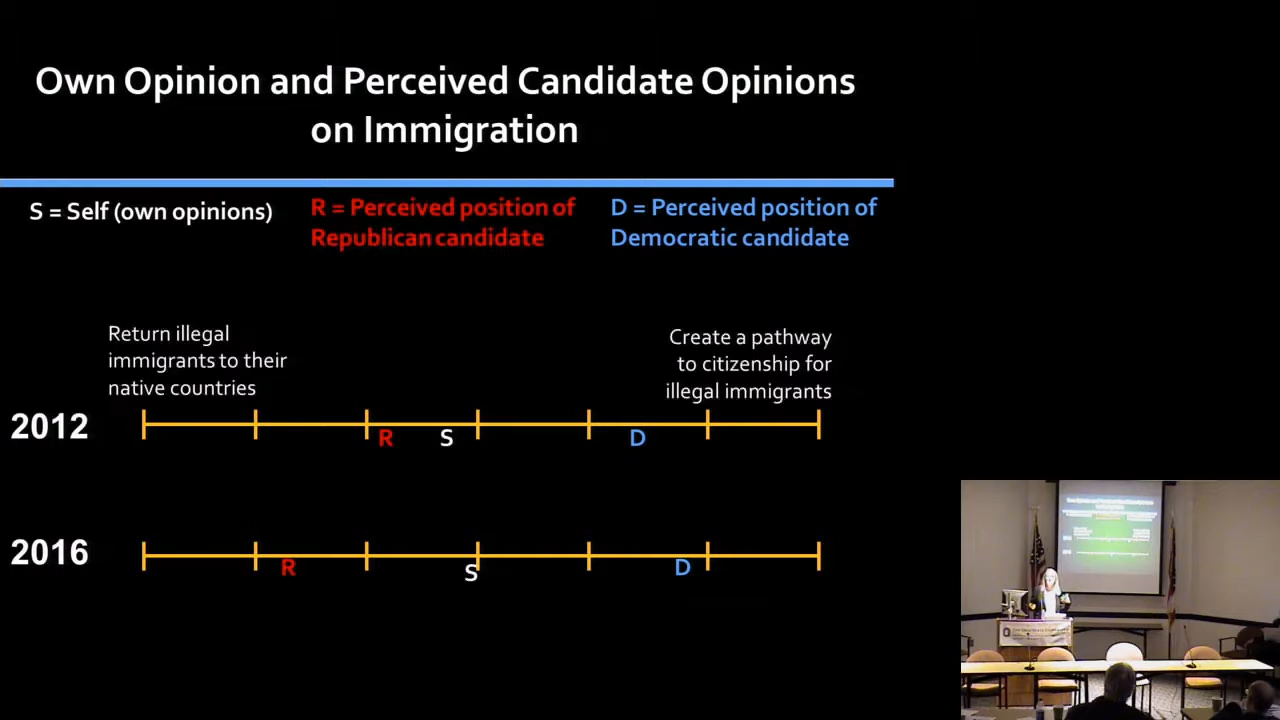 Own Opinion and Perceived Candidate Opinions
on Immigration
S = Self (own opinions)
R = Perceived position of
Republican candidate
D = Perceived position of
Democratic candidate
Return illegal
immigrants to their
native countries
Create a pathway
to citizenship for
illegal immigrants
2012
R S D
2016
R S D